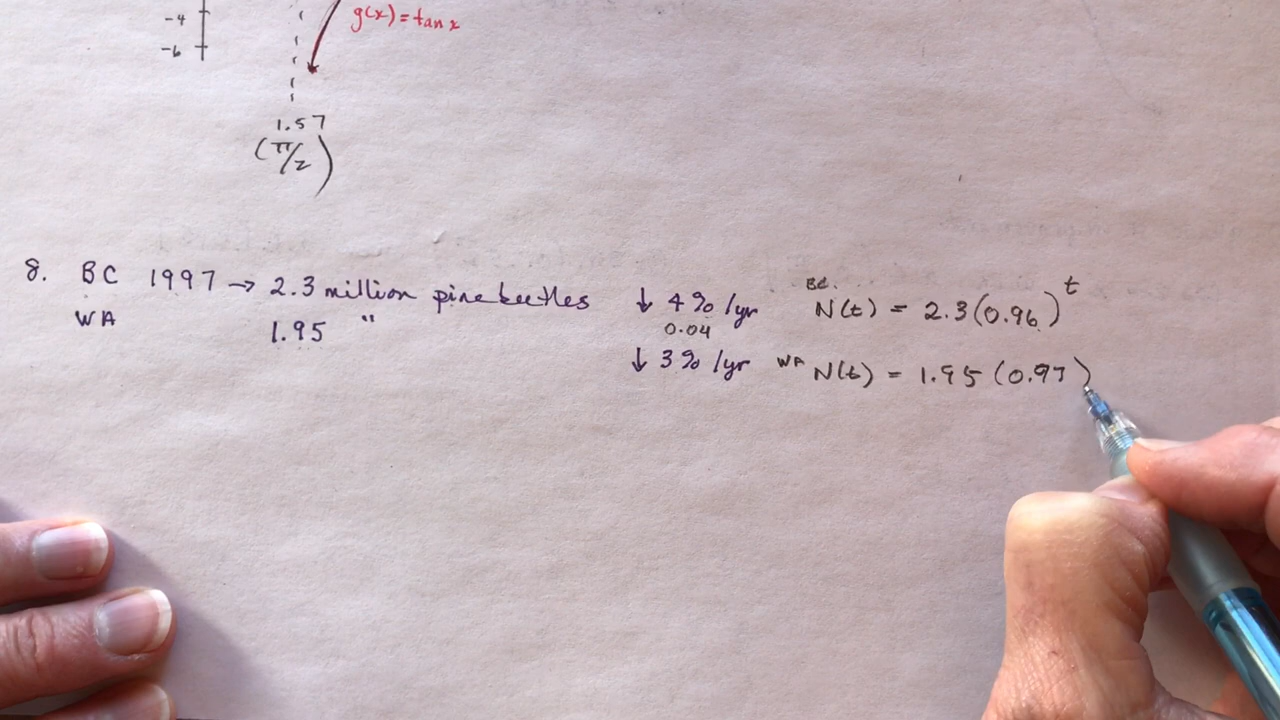 -4
g(x)=tan x
-6
1.57
(π/2)
8. BC 1997 → 2.3 million pine beetles ↓ 4% /yr BC. N(t) = 2.3(0.96)^t
WA 1.95 " 0.04
↓ 3% /yr WA N(t) = 1.95 (0.97)